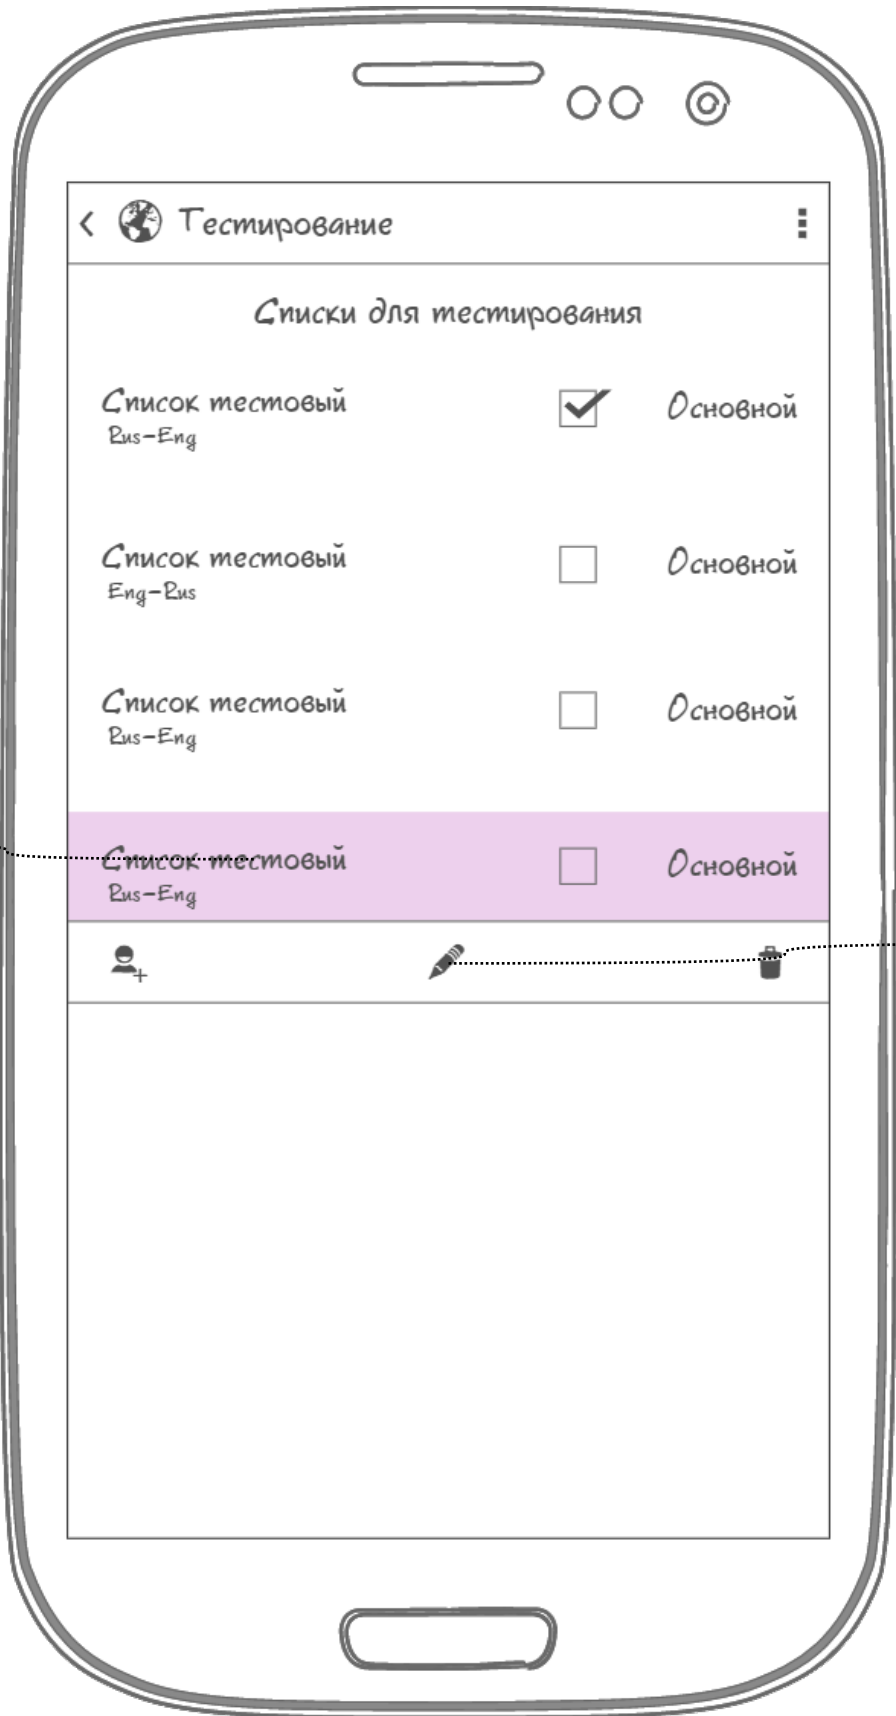 Тестирование
Списки для тестирования
Список тестовый Основной
Rus-Eng
Список тестовый Основной
Eng-Rus
Список тестовый Основной
Rus-Eng
Список тестовый Основной
Rus-Eng